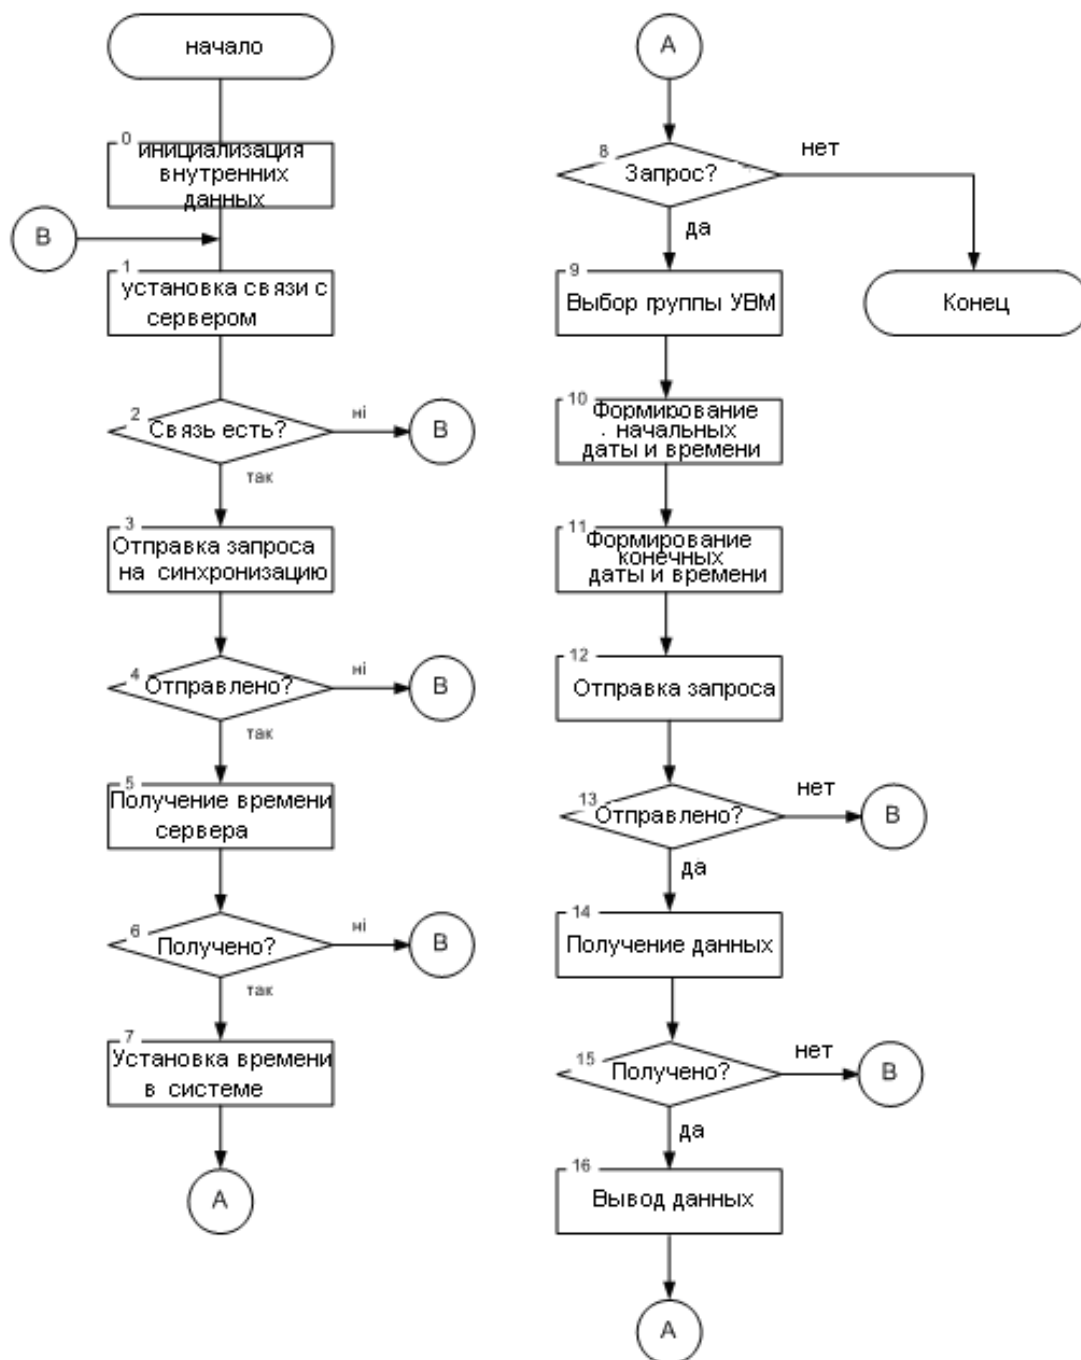 начало
0
инициализация
внутренних
данных
B
1
установка связи с
сервером
2
Связь есть?
ні
B
так
3
Отправка запроса
на синхронизацию
4
Отправлено?
ні
B
так
5
Получение времени
сервера
6
Получено?
ні
B
так
7
Установка времени
в системе
A
A
8
Запрос?
нет
да
Конец
9
Выбор группы УВМ
10
Формирование
начальных
даты и времени
11
Формирование
конечных
даты и времени
12
Отправка запроса
13
Отправлено?
нет
B
да
14
Получение данных
15
Получено?
нет
B
да
16
Вывод данных
A